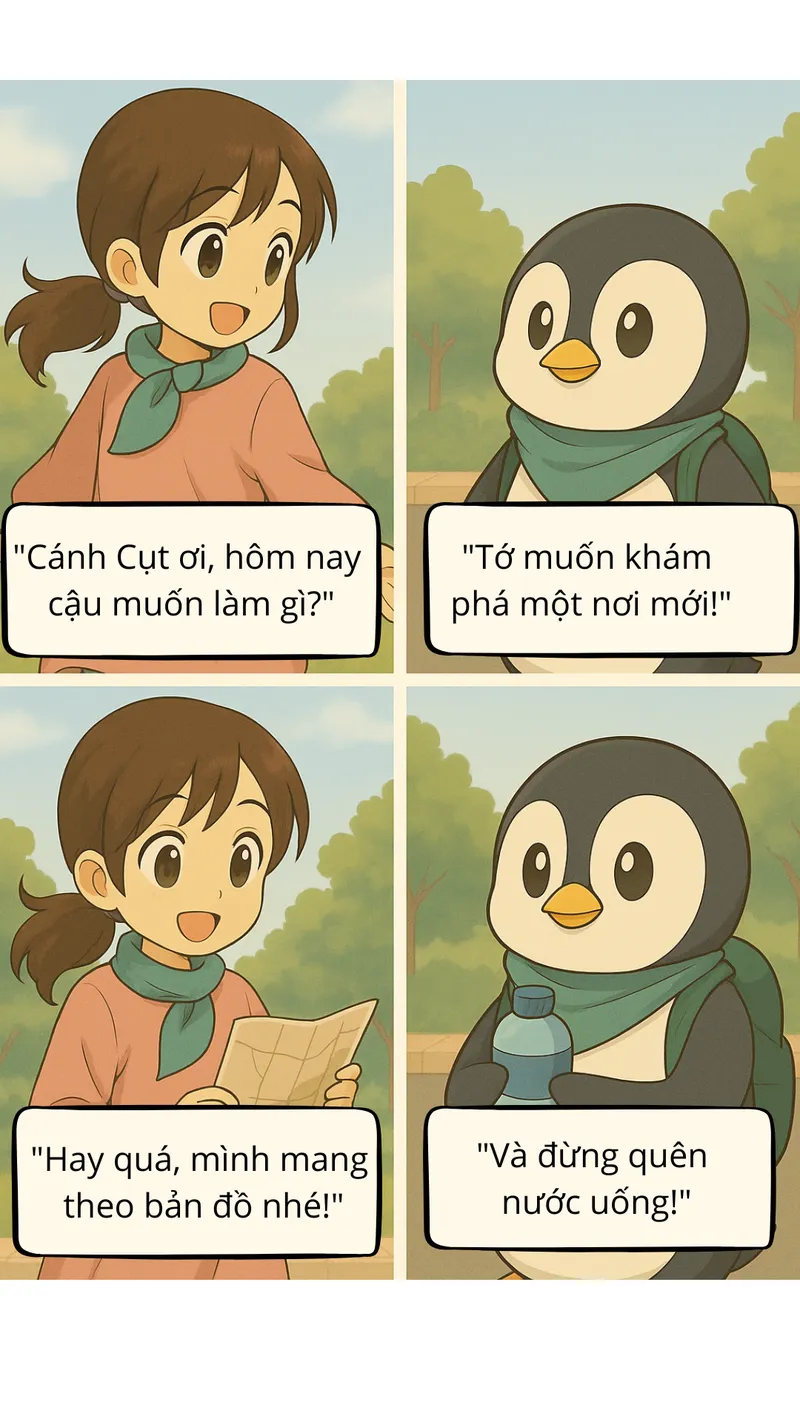 "Cánh Cụt ơi, hôm nay
cậu muốn làm gì?"
"Tớ muốn khám
phá một nơi mới!"
"Hay quá, mình mang
theo bản đồ nhé!"
"Và đừng quên
nước uống!"